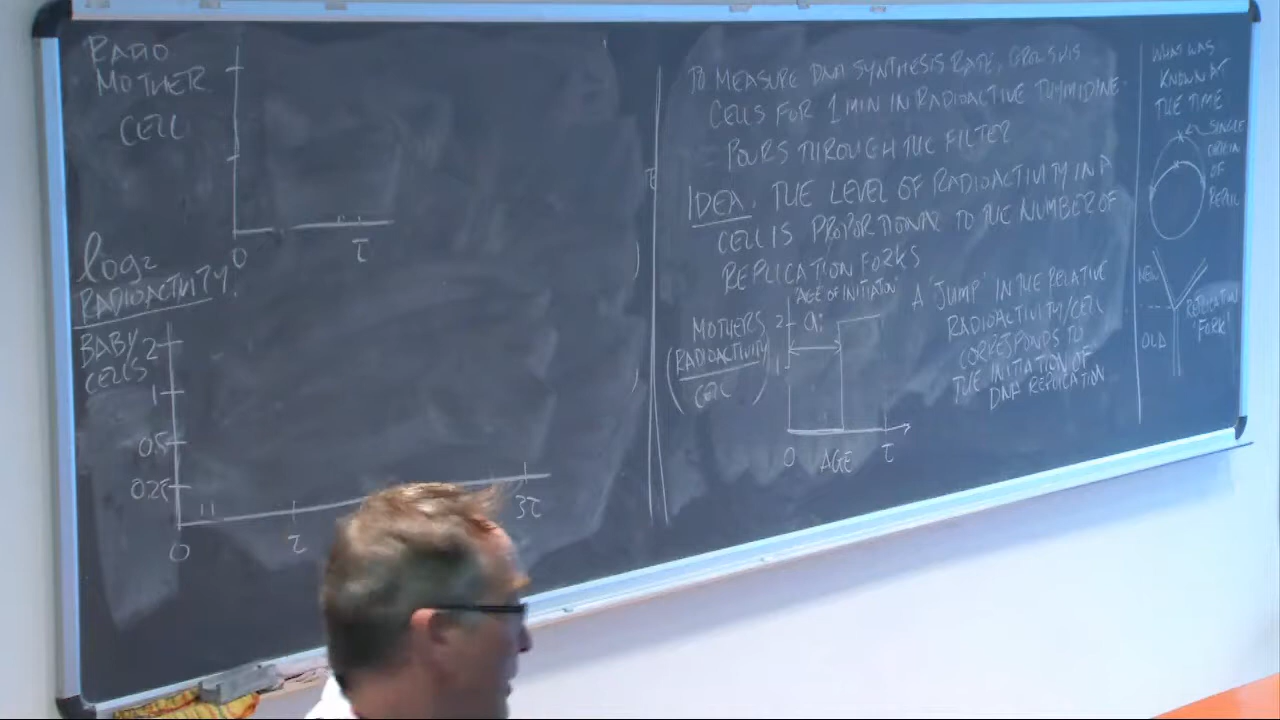 RADIO
MOTHER
CELL
0
τ
log₂
RADIOACTIVITY
BABY
CELLS
2
1
0.5
0.25
0
τ
3τ
TO MEASURE DNA SYNTHESIS RATE, GROW HIS
CELLS FOR 1 MIN IN RADIOACTIVE THYMIDINE
POURS THROUGH THE FILTER
IDEA. THE LEVEL OF RADIOACTIVITY IN A
CELL IS PROPORTIONAL TO THE NUMBER OF
REPLICATION FORKS
"AGE OF INITIATION"
MOTHERS
(RADIOACTIVITY
CELL)
2
1
ai
0
AGE
τ
A 'JUMP' IN THE RELATIVE
RADIOACTIVITY/CELL
CORRESPONDS TO
THE INITIATION OF
DNA REPLICATION
WHAT WAS
KNOWN AT
THE TIME
SINGLE
ORIGIN
OF
NEW
OLD
REPLICATION
'FORK'